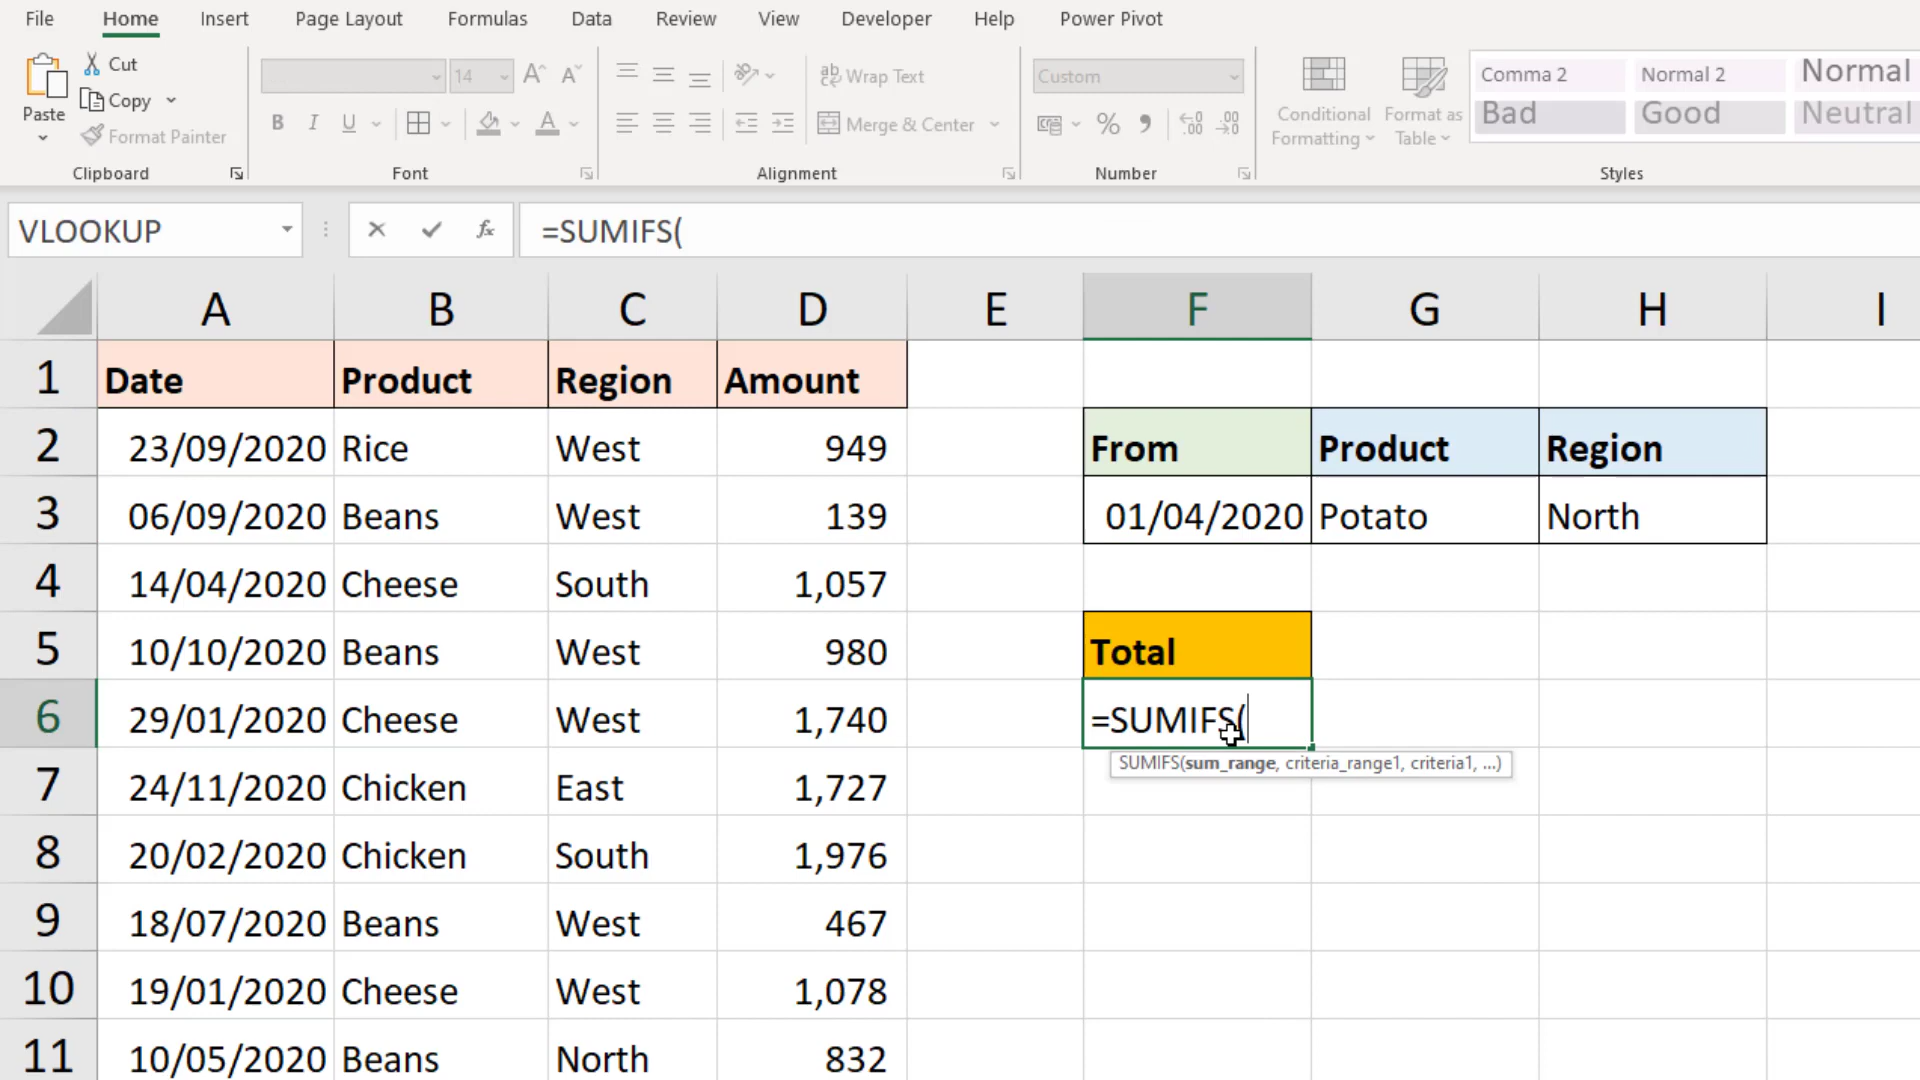 File Home Insert Page Layout Formulas Data Review View Developer Help Power Pivot
Cut
Copy
Format Painter
Paste
14
B I U A
ab Wrap Text
Merge & Center
Custom
% 9
Conditional Formatting
Format as Table
Comma 2 Normal 2 Normal
Bad Good Neutral
Clipboard Font Alignment Number Styles
VLOOKUP fx =SUMIFS(
A B C D E F G H I
1 Date Product Region Amount
2 23/09/2020 Rice West 949 From Product Region
3 06/09/2020 Beans West 139 01/04/2020 Potato North
4 14/04/2020 Cheese South 1,057
5 10/10/2020 Beans West 980 Total
6 29/01/2020 Cheese West 1,740 =SUMIFS(
SUMIFS(sum_range, criteria_range1, criteria1, ...)
7 24/11/2020 Chicken East 1,727
8 20/02/2020 Chicken South 1,976
9 18/07/2020 Beans West 467
10 19/01/2020 Cheese West 1,078
11 10/05/2020 Beans North 832